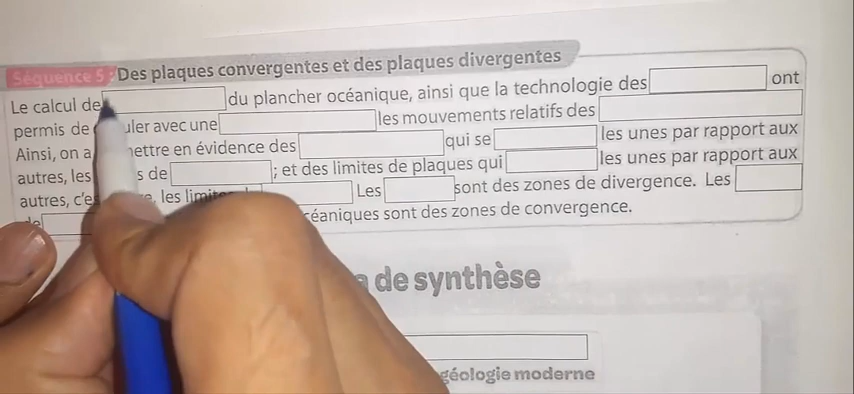 Séquence 5 : Des plaques convergentes et des plaques divergentes
Le calcul de du plancher océanique, ainsi que la technologie des ont
permis de uler avec une les mouvements relatifs des
Ainsi, on a mettre en évidence des qui se les unes par rapport aux
autres, les s de ; et des limites de plaques qui les unes par rapport aux
autres, c'es les limites Les sont des zones de divergence. Les
céaniques sont des zones de convergence.
de synthèse
géologie moderne